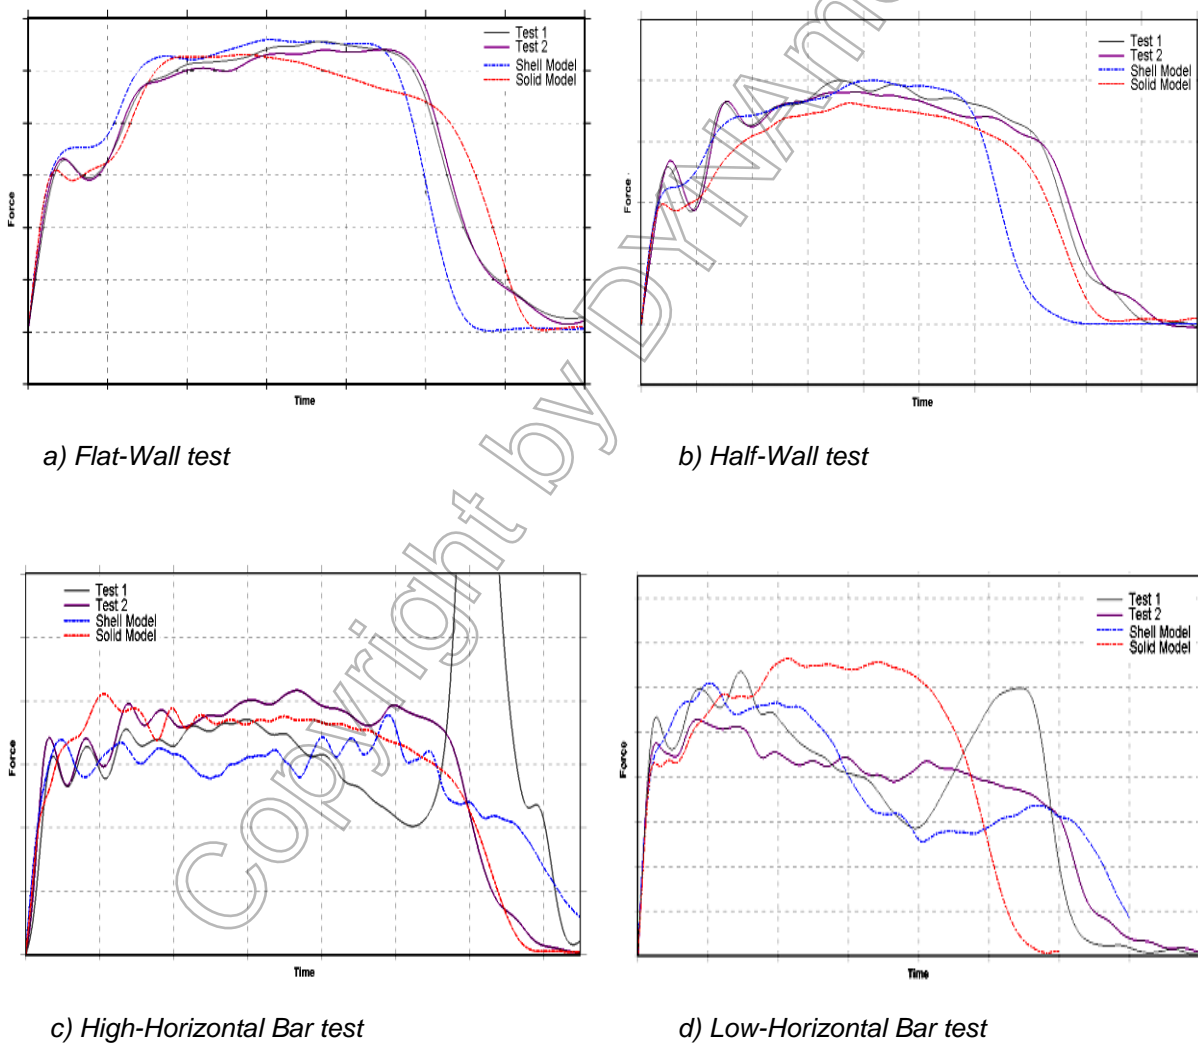 Test 1
Test 2
Shell Model
Solid Model
Force
Time
a) Flat-Wall test
Test 1
Test 2
Shell Model
Solid Model
Force
Time
b) Half-Wall test
Test 1
Test 2
Shell Model
Solid Model
Force
Time
c) High-Horizontal Bar test
Test 1
Test 2
Shell Model
Solid Model
Force
Time
d) Low-Horizontal Bar test
Copyright by DYNAm